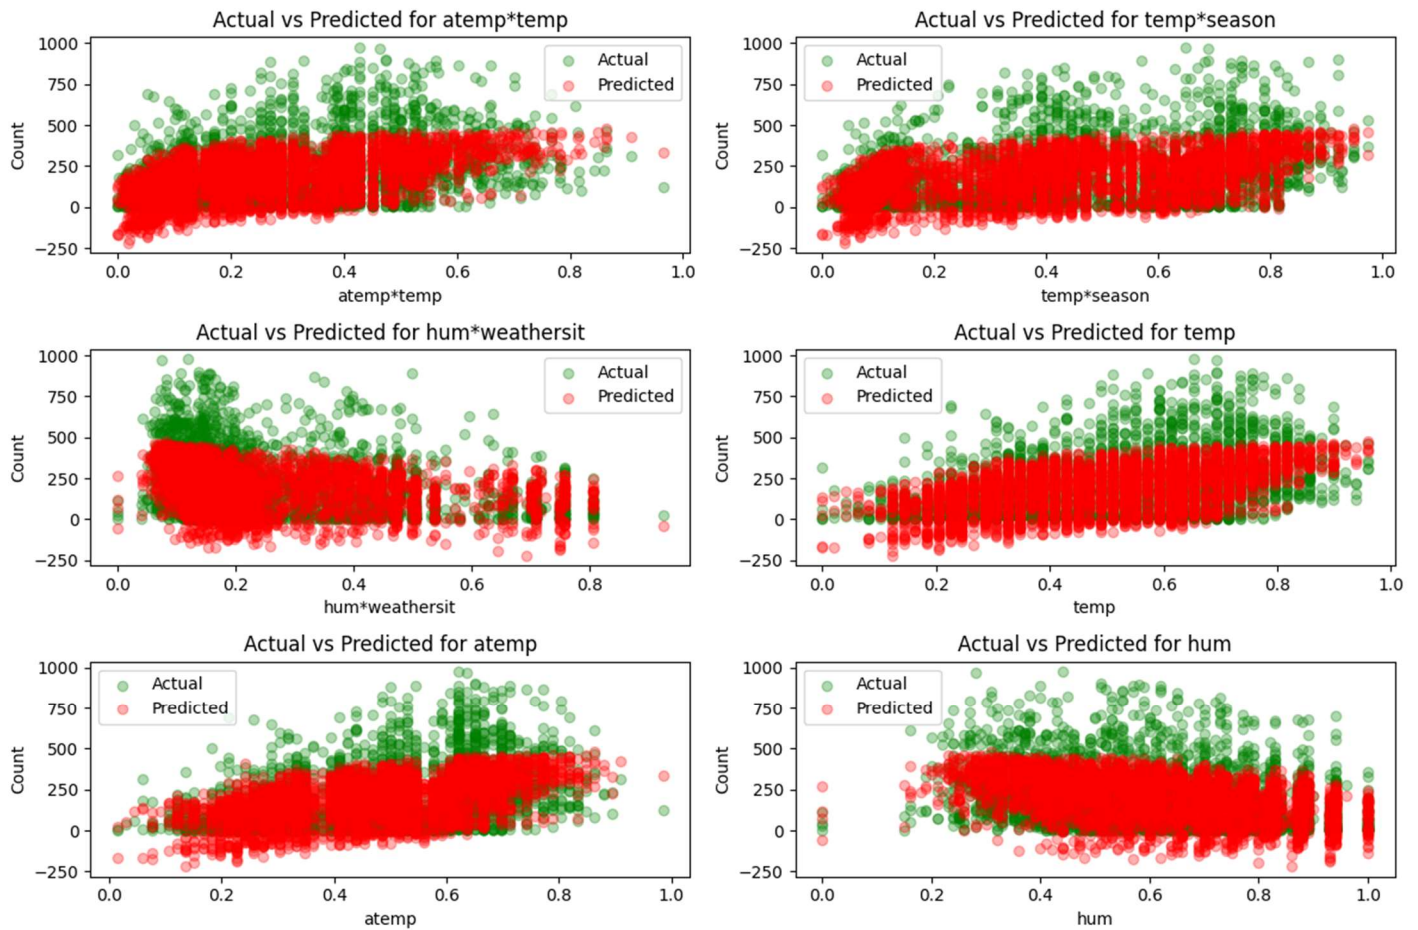 Actual vs Predicted for atemp*temp
1000
750
500
250
0
−250
Count
Actual
Predicted
0.0 0.2 0.4 0.6 0.8 1.0
atemp*temp
Actual vs Predicted for temp*season
1000
750
500
250
0
−250
Count
Actual
Predicted
0.0 0.2 0.4 0.6 0.8 1.0
temp*season
Actual vs Predicted for hum*weathersit
1000
750
500
250
0
−250
Count
Actual
Predicted
0.0 0.2 0.4 0.6 0.8
hum*weathersit
Actual vs Predicted for temp
1000
750
500
250
0
−250
Count
Actual
Predicted
0.0 0.2 0.4 0.6 0.8 1.0
temp
Actual vs Predicted for atemp
1000
750
500
250
0
−250
Count
Actual
Predicted
0.0 0.2 0.4 0.6 0.8 1.0
atemp
Actual vs Predicted for hum
1000
750
500
250
0
−250
Count
Actual
Predicted
0.0 0.2 0.4 0.6 0.8 1.0
hum